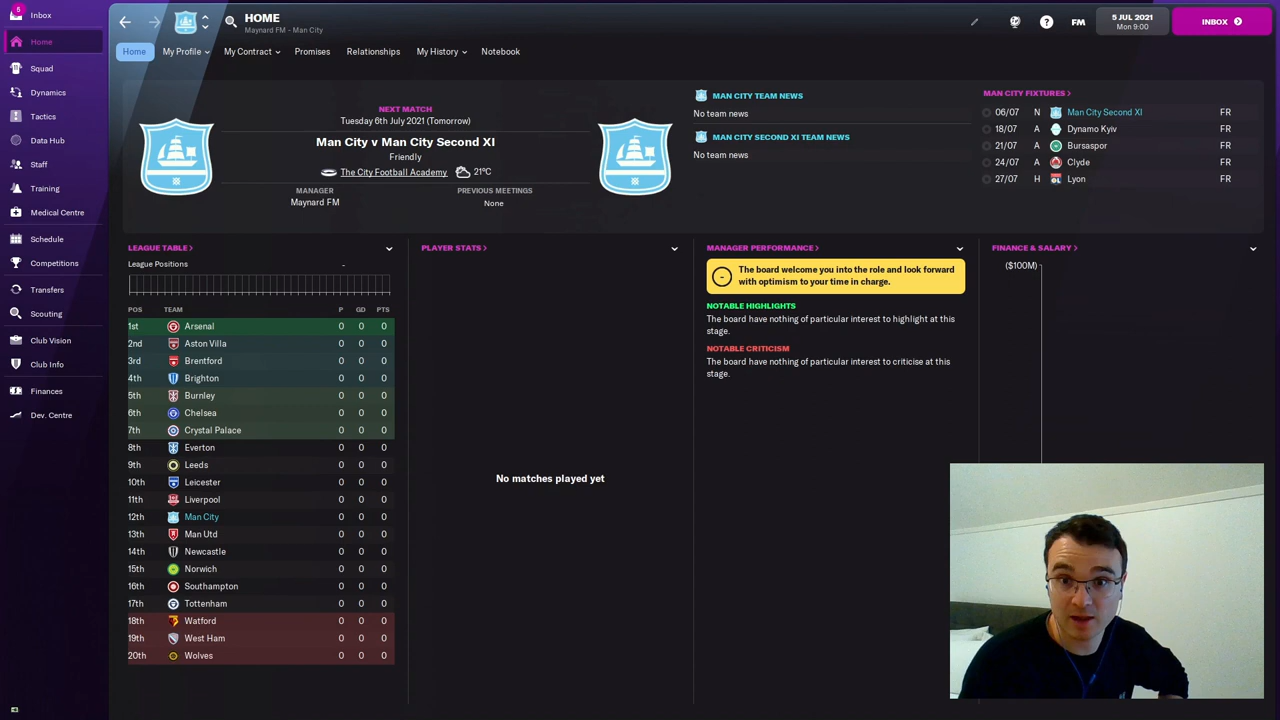 5
Inbox
Home
Squad
Dynamics
Tactics
Data Hub
Staff
Training
Medical Centre
Schedule
Competitions
Transfers
Scouting
Club Vision
Club Info
Finances
Dev. Centre
HOME
Maynard FM - Man City
FM
5 JUL 2021
Mon 9:00
INBOX
Home
My Profile
My Contract
Promises
Relationships
My History
Notebook
NEXT MATCH
Tuesday 6th July 2021 (Tomorrow)
Man City v Man City Second XI
Friendly
The City Football Academy 21°C
MANAGER
Maynard FM
PREVIOUS MEETINGS
None
MAN CITY TEAM NEWS
No team news
MAN CITY SECOND XI TEAM NEWS
No team news
MAN CITY FIXTURES >
06/07 N Man City Second XI FR
18/07 A Dynamo Kyiv FR
21/07 A Bursaspor FR
24/07 A Clyde FR
27/07 H Lyon FR
LEAGUE TABLE >
League Positions -
POS TEAM P GD PTS
1st Arsenal 0 0 0
2nd Aston Villa 0 0 0
3rd Brentford 0 0 0
4th Brighton 0 0 0
5th Burnley 0 0 0
6th Chelsea 0 0 0
7th Crystal Palace 0 0 0
8th Everton 0 0 0
9th Leeds 0 0 0
10th Leicester 0 0 0
11th Liverpool 0 0 0
12th Man City 0 0 0
13th Man Utd 0 0 0
14th Newcastle 0 0 0
15th Norwich 0 0 0
16th Southampton 0 0 0
17th Tottenham 0 0 0
18th Watford 0 0 0
19th West Ham 0 0 0
20th Wolves 0 0 0
PLAYER STATS >
No matches played yet
MANAGER PERFORMANCE >
-
The board welcome you into the role and look forward
with optimism to your time in charge.
NOTABLE HIGHLIGHTS
The board have nothing of particular interest to highlight at this
stage.
NOTABLE CRITICISM
The board have nothing of particular interest to criticise at this
stage.
FINANCE & SALARY >
($100M)